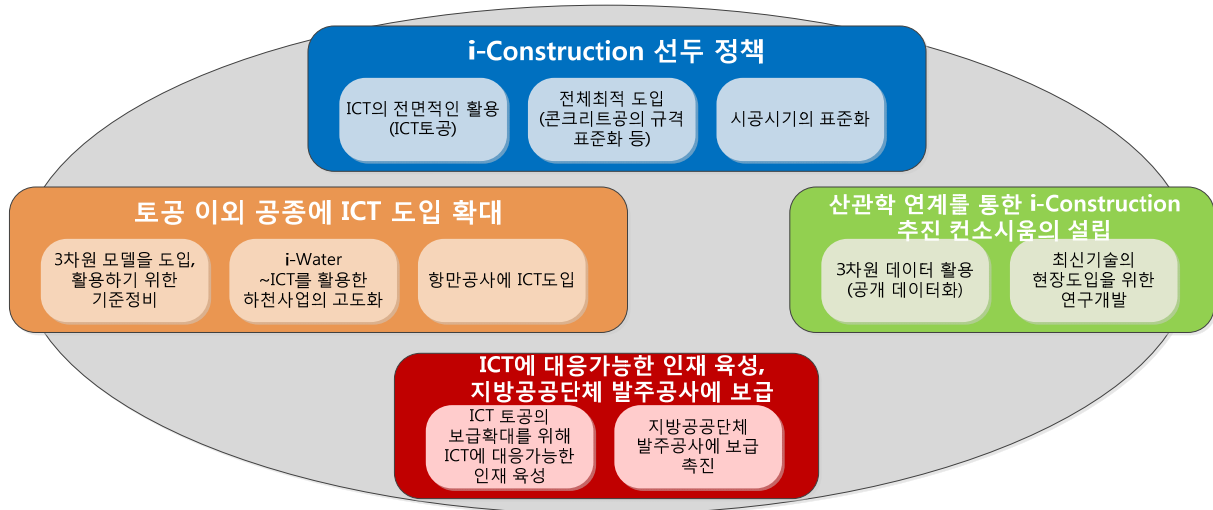 i-Construction 선두 정책
ICT의 전면적인 활용
(ICT토공)
전체최적 도입
(콘크리트공의 규격
표준화 등)
시공시기의 표준화
토공 이외 공종에 ICT 도입 확대
3차원 모델을 도입,
활용하기 위한
기준정비
i-Water
~ICT를 활용한
하천사업의 고도화
항만공사에 ICT도입
산관학 연계를 통한 i-Construction
추진 컨소시움의 설립
3차원 데이터 활용
(공개 데이터화)
최신기술의
현장도입을 위한
연구개발
ICT에 대응가능한 인재 육성,
지방공공단체 발주공사에 보급
ICT 토공의
보급확대를 위해
ICT에 대응가능한
인재 육성
지방공공단체
발주공사에 보급
촉진